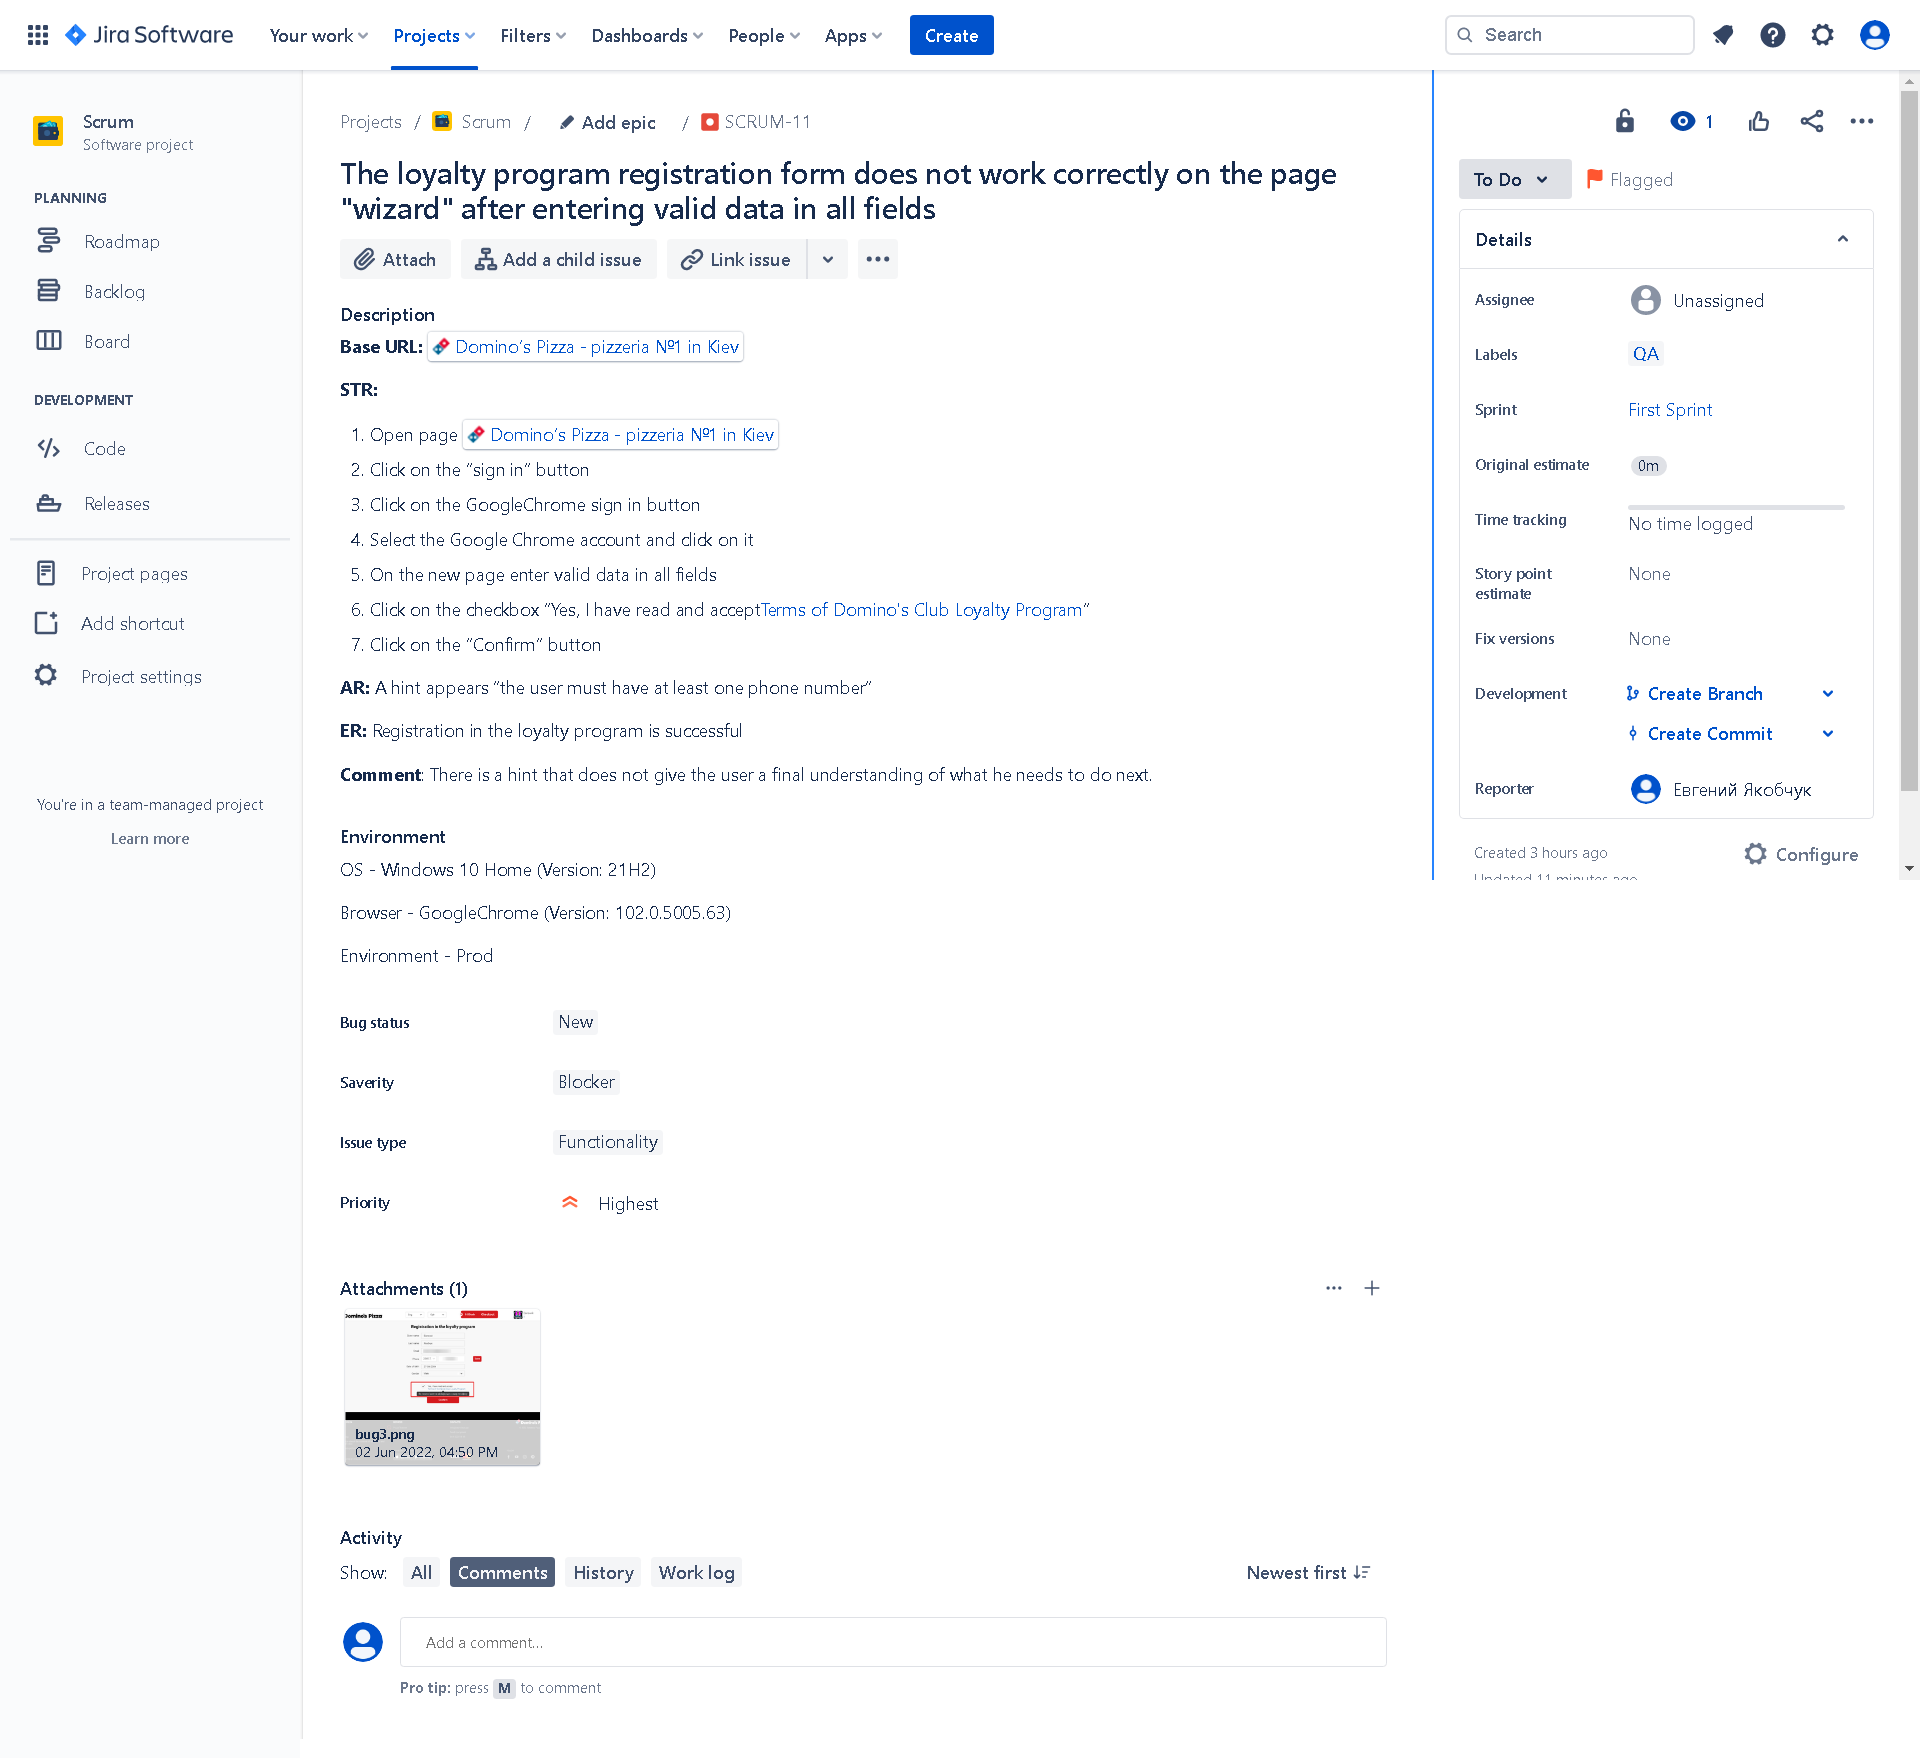 Jira Software Your work Projects Filters Dashboards People Apps Create Search
Scrum
Software project
PLANNING
Roadmap
Backlog
Board
DEVELOPMENT
Code
Releases
Project pages
Add shortcut
Project settings
You're in a team-managed project
Learn more
Projects / Scrum / Add epic / SCRUM-11
The loyalty program registration form does not work correctly on the page
"wizard" after entering valid data in all fields
Attach Add a child issue Link issue
Description
Base URL: Domino's Pizza - pizzeria №1 in Kiev
STR:
1. Open page Domino's Pizza - pizzeria №1 in Kiev
2. Click on the “sign in” button
3. Click on the GoogleChrome sign in button
4. Select the Google Chrome account and click on it
5. On the new page enter valid data in all fields
6. Click on the checkbox “Yes, I have read and acceptTerms of Domino's Club Loyalty Program”
7. Click on the “Confirm” button
AR: A hint appears “the user must have at least one phone number”
ER: Registration in the loyalty program is successful
Comment: There is a hint that does not give the user a final understanding of what he needs to do next.
Environment
OS - Windows 10 Home (Version: 21H2)
Browser - GoogleChrome (Version: 102.0.5005.63)
Environment - Prod
Bug status New
Saverity Blocker
Issue type Functionality
Priority Highest
Attachments (1)
Domino's Pizza
Registration in the loyalty program
bug3.png
02 Jun 2022, 04:50 PM
Activity
Show: All Comments History Work log Newest first
Add a comment...
Pro tip: press M to comment
1
To Do Flagged
Details
Assignee Unassigned
Labels QA
Sprint First Sprint
Original estimate 0m
Time tracking No time logged
Story point
estimate None
Fix versions None
Development Create Branch
Create Commit
Reporter Евгений Якобчук
Created 3 hours ago Configure
Updated 11 minutes ago